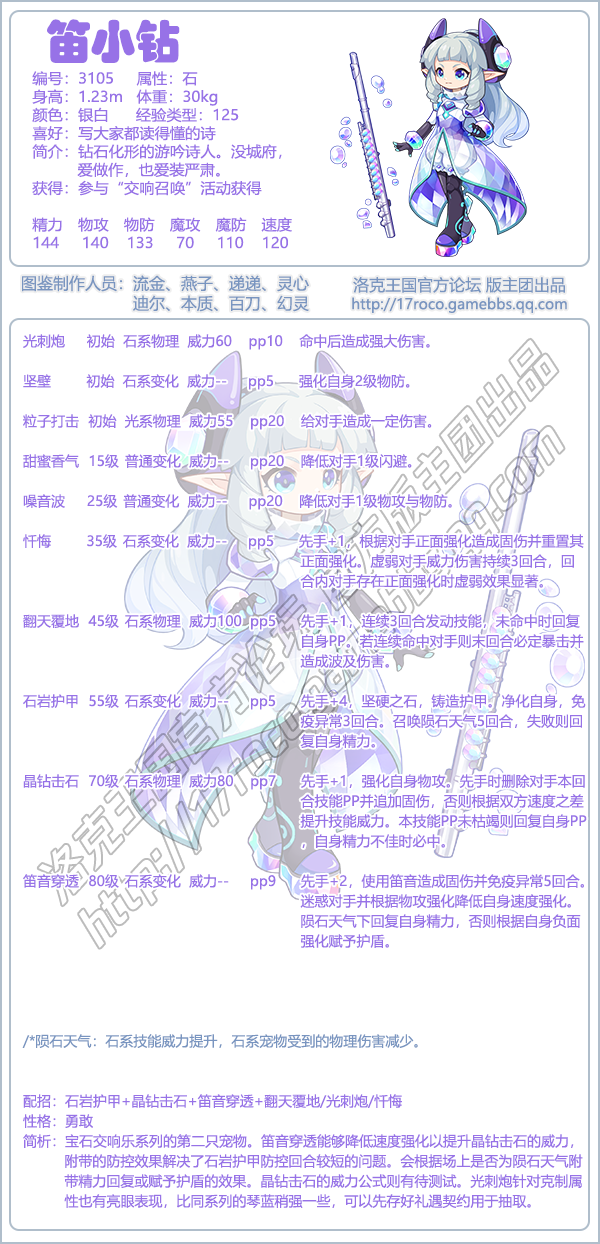 笛小钻
编号：3105 属性：石
身高：1.23m 体重：30kg
颜色：银白 经验类型：125
喜好：写大家都读得懂的诗
简介：钻石化形的游吟诗人。没城府，
爱做作，也爱装严肃。
获得：参与“交响召唤”活动获得
精力 物攻 物防 魔攻 魔防 速度
144 140 133 70 110 120
图鉴制作人员：流金、燕子、递递、灵心
迪尔、本质、百刀、幻灵
洛克王国官方论坛 版主团出品
http://17roco.gamebbs.qq.com
光刺炮 初始 石系物理 威力60 pp10 命中后造成强大伤害。
坚壁 初始 石系变化 威力-- pp5 强化自身2级物防。
粒子打击 初始 光系物理 威力55 pp20 给对手造成一定伤害。
甜蜜香气 15级 普通变化 威力-- pp20 降低对手1级闪避。
噪音波 25级 普通变化 威力-- pp20 降低对手1级物攻与物防。
忏悔 35级 石系变化 威力-- pp5 先手+1，根据对手正面强化造成固伤并重置其
正面强化。虚弱对手威力伤害持续3回合，回
合内对手存在正面强化时虚弱效果显著。
翻天覆地 45级 石系物理 威力100 pp5 先手+1，连续3回合发动技能，未命中时回复
自身PP。若连续命中对手则末回合必定暴击并
造成波及伤害。
石岩护甲 55级 石系变化 威力-- pp5 先手+4，坚硬之石，铸造护甲。净化自身，免
疫异常3回合。召唤陨石天气5回合，失败则回
复自身精力。
晶钻击石 70级 石系物理 威力80 pp7 先手+1，强化自身物攻。先手时删除对手本回
合技能PP并追加固伤，否则根据双方速度之差
提升技能威力。本技能PP未枯竭则回复自身PP
，自身精力不佳时必中。
笛音穿透 80级 石系变化 威力-- pp9 先手+2，使用笛音造成固伤并免疫异常5回合。
迷惑对手并根据物攻强化降低自身速度强化。
陨石天气下回复自身精力，否则根据自身负面
强化赋予护盾。
/*陨石天气：石系技能威力提升，石系宠物受到的物理伤害减少。
配招：石岩护甲+晶钻击石+笛音穿透+翻天覆地/光刺炮/忏悔
性格：勇敢
简析：宝石交响乐系列的第二只宠物。笛音穿透能够降低速度强化以提升晶钻击石的威力，
附带的防控效果解决了石岩护甲防控回合较短的问题。会根据场上是否为陨石天气附
带精力回复或赋予护盾的效果。晶钻击石的威力公式则有待测试。光刺炮针对克制属
性也有亮眼表现，比同系列的琴蓝稍强一些，可以先存好礼遇契约用于抽取。
洛克王国官方论坛 版主团出品
http://17roco.gamebbs.qq.com